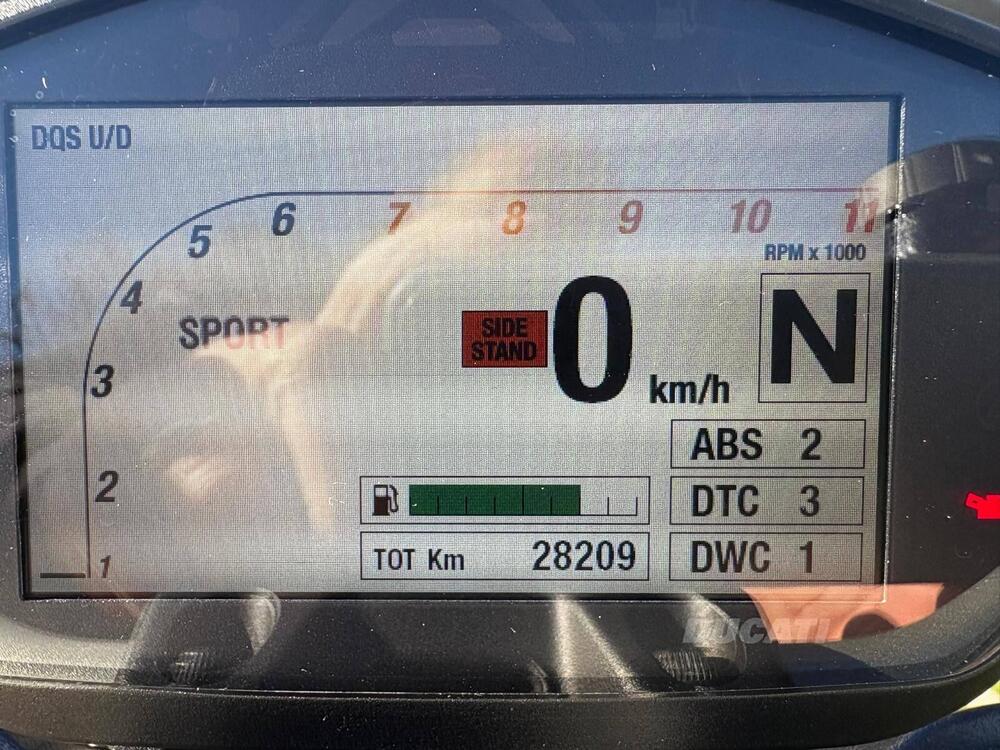 DQS U/D
1 2 3 4 5 6 7 8 9 10 11
RPM x 1000
SPORT
SIDE
STAND
0 km/h
N
ABS 2
DTC 3
TOT Km 28209
DWC 1
DUCATI